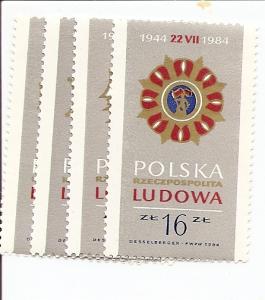 1944 22 VII 1984
POLSKA
RZECZPOSPOLITA
LUDOWA
ZŁ 16 ZŁ
DESSELBERGER - PWPW 1984